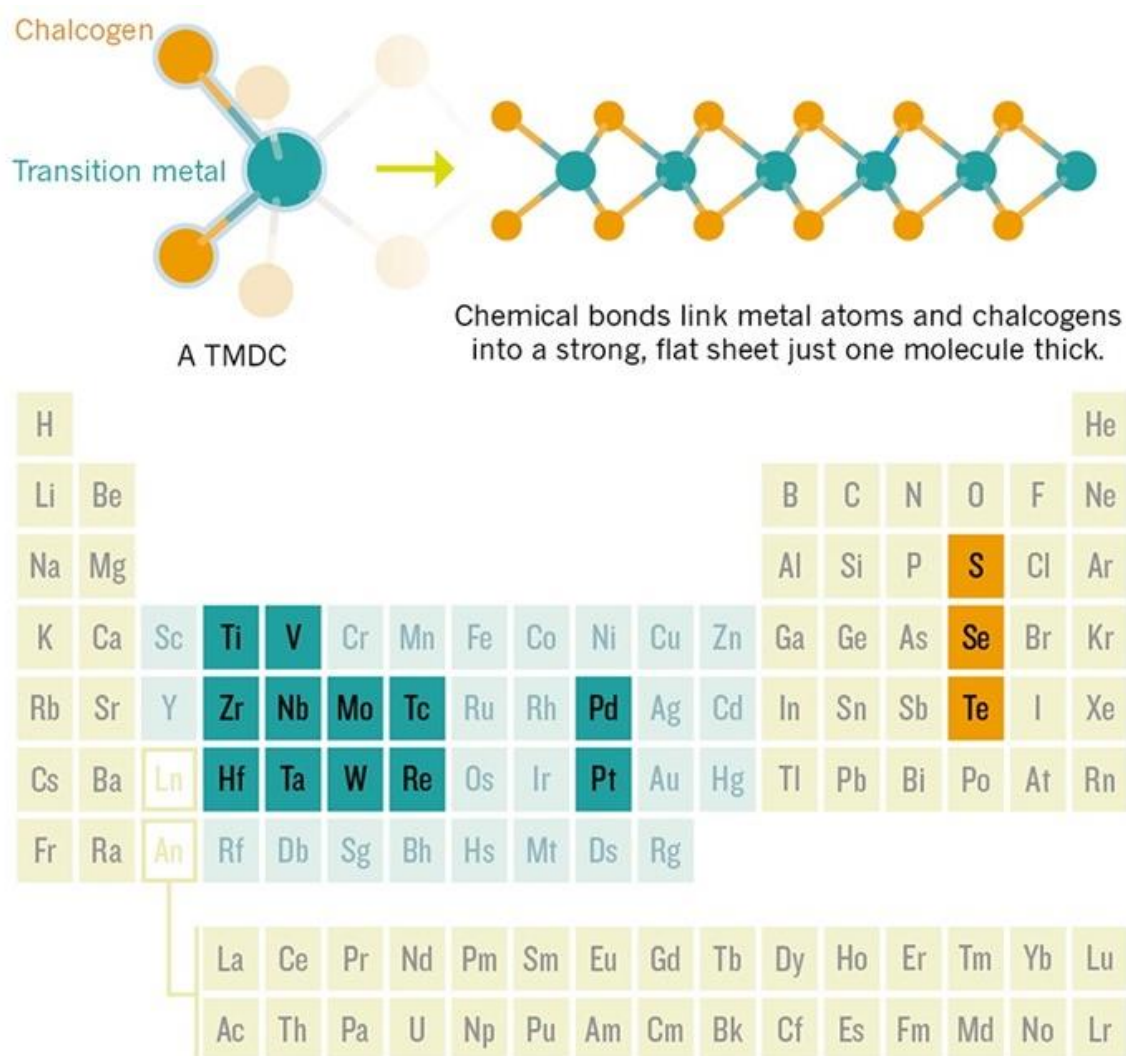 Chalcogen
Transition metal
A TMDC
Chemical bonds link metal atoms and chalcogens
into a strong, flat sheet just one molecule thick.
H He
Li Be B C N O F Ne
Na Mg Al Si P S Cl Ar
K Ca Sc Ti V Cr Mn Fe Co Ni Cu Zn Ga Ge As Se Br Kr
Rb Sr Y Zr Nb Mo Tc Ru Rh Pd Ag Cd In Sn Sb Te I Xe
Cs Ba Ln Hf Ta W Re Os Ir Pt Au Hg Tl Pb Bi Po At Rn
Fr Ra An Rf Db Sg Bh Hs Mt Ds Rg
La Ce Pr Nd Pm Sm Eu Gd Tb Dy Ho Er Tm Yb Lu
Ac Th Pa U Np Pu Am Cm Bk Cf Es Fm Md No Lr